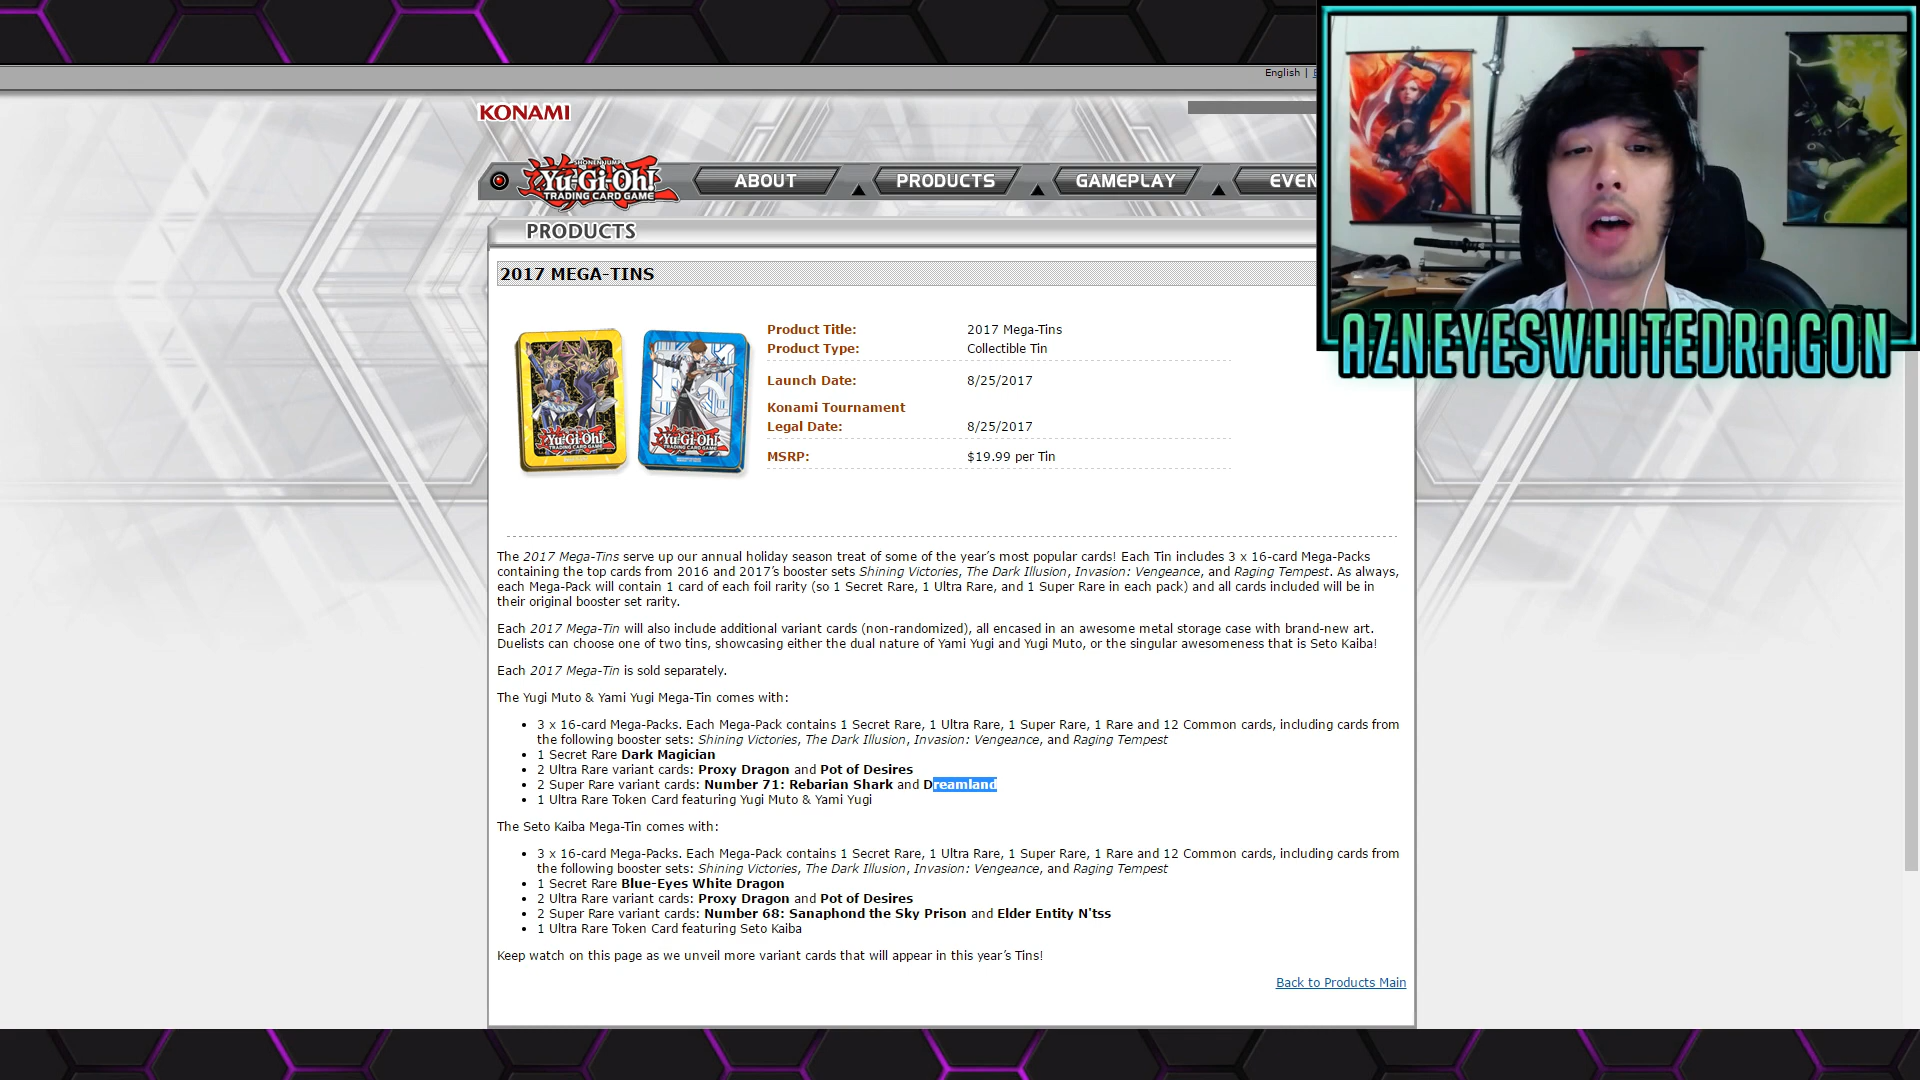 English |
KONAMI
SHONEN JUMP
Yu-Gi-Oh!
TRADING CARD GAME
ABOUT
PRODUCTS
GAMEPLAY
EVEN
PRODUCTS
2017 MEGA-TINS
Product Title: 2017 Mega-Tins
Product Type: Collectible Tin
Launch Date: 8/25/2017
Konami Tournament
Legal Date: 8/25/2017
MSRP: $19.99 per Tin
Yu-Gi-Oh!
Yu-Gi-Oh!
AZNEYESWHITEDRAGON
The 2017 Mega-Tins serve up our annual holiday season treat of some of the year’s most popular cards! Each Tin includes 3 x 16-card Mega-Packs
containing the top cards from 2016 and 2017’s booster sets Shining Victories, The Dark Illusion, Invasion: Vengeance, and Raging Tempest. As always,
each Mega-Pack will contain 1 card of each foil rarity (so 1 Secret Rare, 1 Ultra Rare, and 1 Super Rare in each pack) and all cards included will be in
their original booster set rarity.
Each 2017 Mega-Tin will also include additional variant cards (non-randomized), all encased in an awesome metal storage case with brand-new art.
Duelists can choose one of two tins, showcasing either the dual nature of Yami Yugi and Yugi Muto, or the singular awesomeness that is Seto Kaiba!
Each 2017 Mega-Tin is sold separately.
The Yugi Muto & Yami Yugi Mega-Tin comes with:
• 3 x 16-card Mega-Packs. Each Mega-Pack contains 1 Secret Rare, 1 Ultra Rare, 1 Super Rare, 1 Rare and 12 Common cards, including cards from
the following booster sets: Shining Victories, The Dark Illusion, Invasion: Vengeance, and Raging Tempest
• 1 Secret Rare Dark Magician
• 2 Ultra Rare variant cards: Proxy Dragon and Pot of Desires
• 2 Super Rare variant cards: Number 71: Rebarian Shark and Dreamland
• 1 Ultra Rare Token Card featuring Yugi Muto & Yami Yugi
The Seto Kaiba Mega-Tin comes with:
• 3 x 16-card Mega-Packs. Each Mega-Pack contains 1 Secret Rare, 1 Ultra Rare, 1 Super Rare, 1 Rare and 12 Common cards, including cards from
the following booster sets: Shining Victories, The Dark Illusion, Invasion: Vengeance, and Raging Tempest
• 1 Secret Rare Blue-Eyes White Dragon
• 2 Ultra Rare variant cards: Proxy Dragon and Pot of Desires
• 2 Super Rare variant cards: Number 68: Sanaphond the Sky Prison and Elder Entity N'tss
• 1 Ultra Rare Token Card featuring Seto Kaiba
Keep watch on this page as we unveil more variant cards that will appear in this year’s Tins!
Back to Products Main